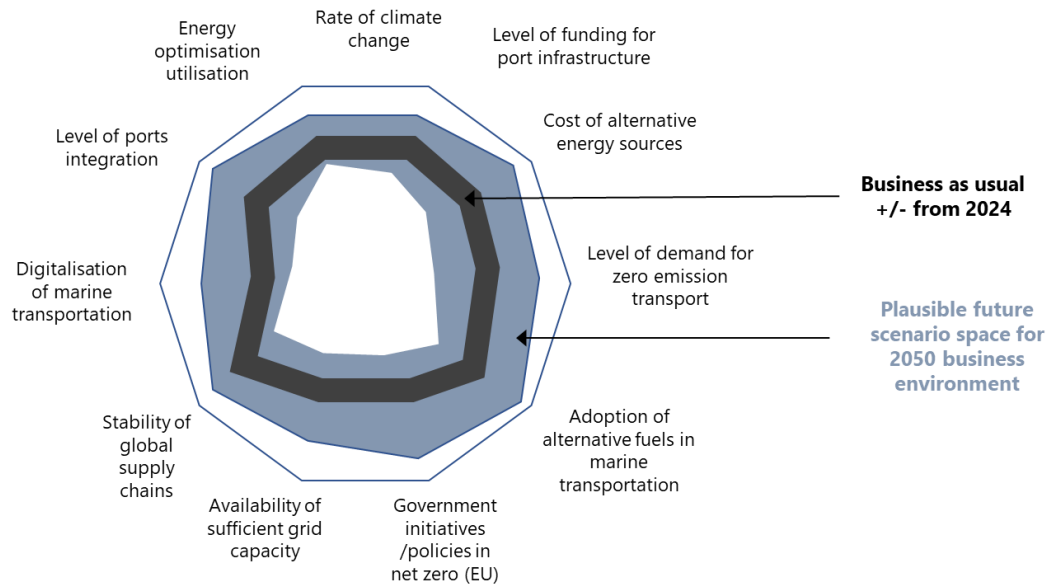 Rate of climate
change
Level of funding for
port infrastructure
Cost of alternative
energy sources
Level of demand for
zero emission
transport
Adoption of
alternative fuels in
marine
transportation
Government
initiatives
/policies in
net zero (EU)
Availability of
sufficient grid
capacity
Stability of
global
supply
chains
Digitalisation
of marine
transportation
Level of ports
integration
Energy
optimisation
utilisation
Business as usual
+/- from 2024
Plausible future
scenario space for
2050 business
environment